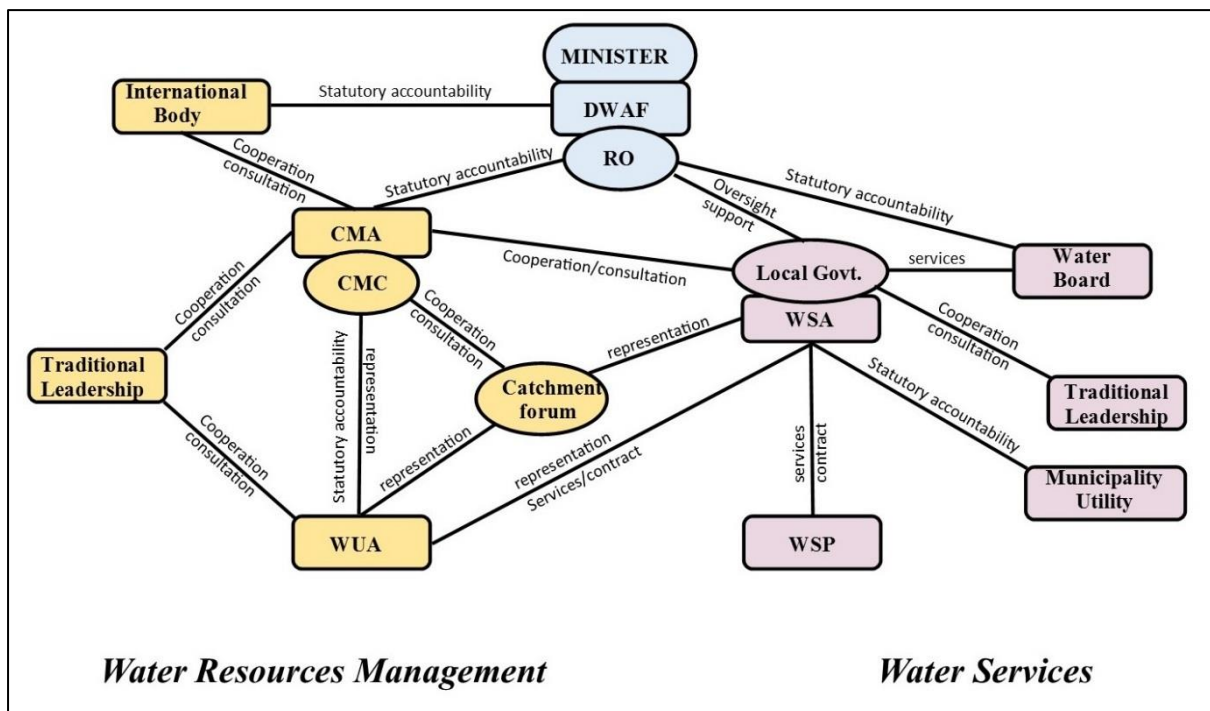 MINISTER
International
Body
Statutory accountability
DWAF
RO
Cooperation
consultation
Statutory accountability
Oversight
support
Statutory accountability
CMA
CMC
Cooperation/consultation
Local Govt.
WSA
services
Water
Board
Cooperation
consultation
Cooperation
consultation
representation
Cooperation
consultation
Traditional
Leadership
Statutory accountability
representation
Catchment
forum
Statutory accountability
Traditional
Leadership
Cooperation
consultation
representation
representation
Services/contract
services
contract
Municipality
Utility
WUA
WSP
Water Resources Management
Water Services